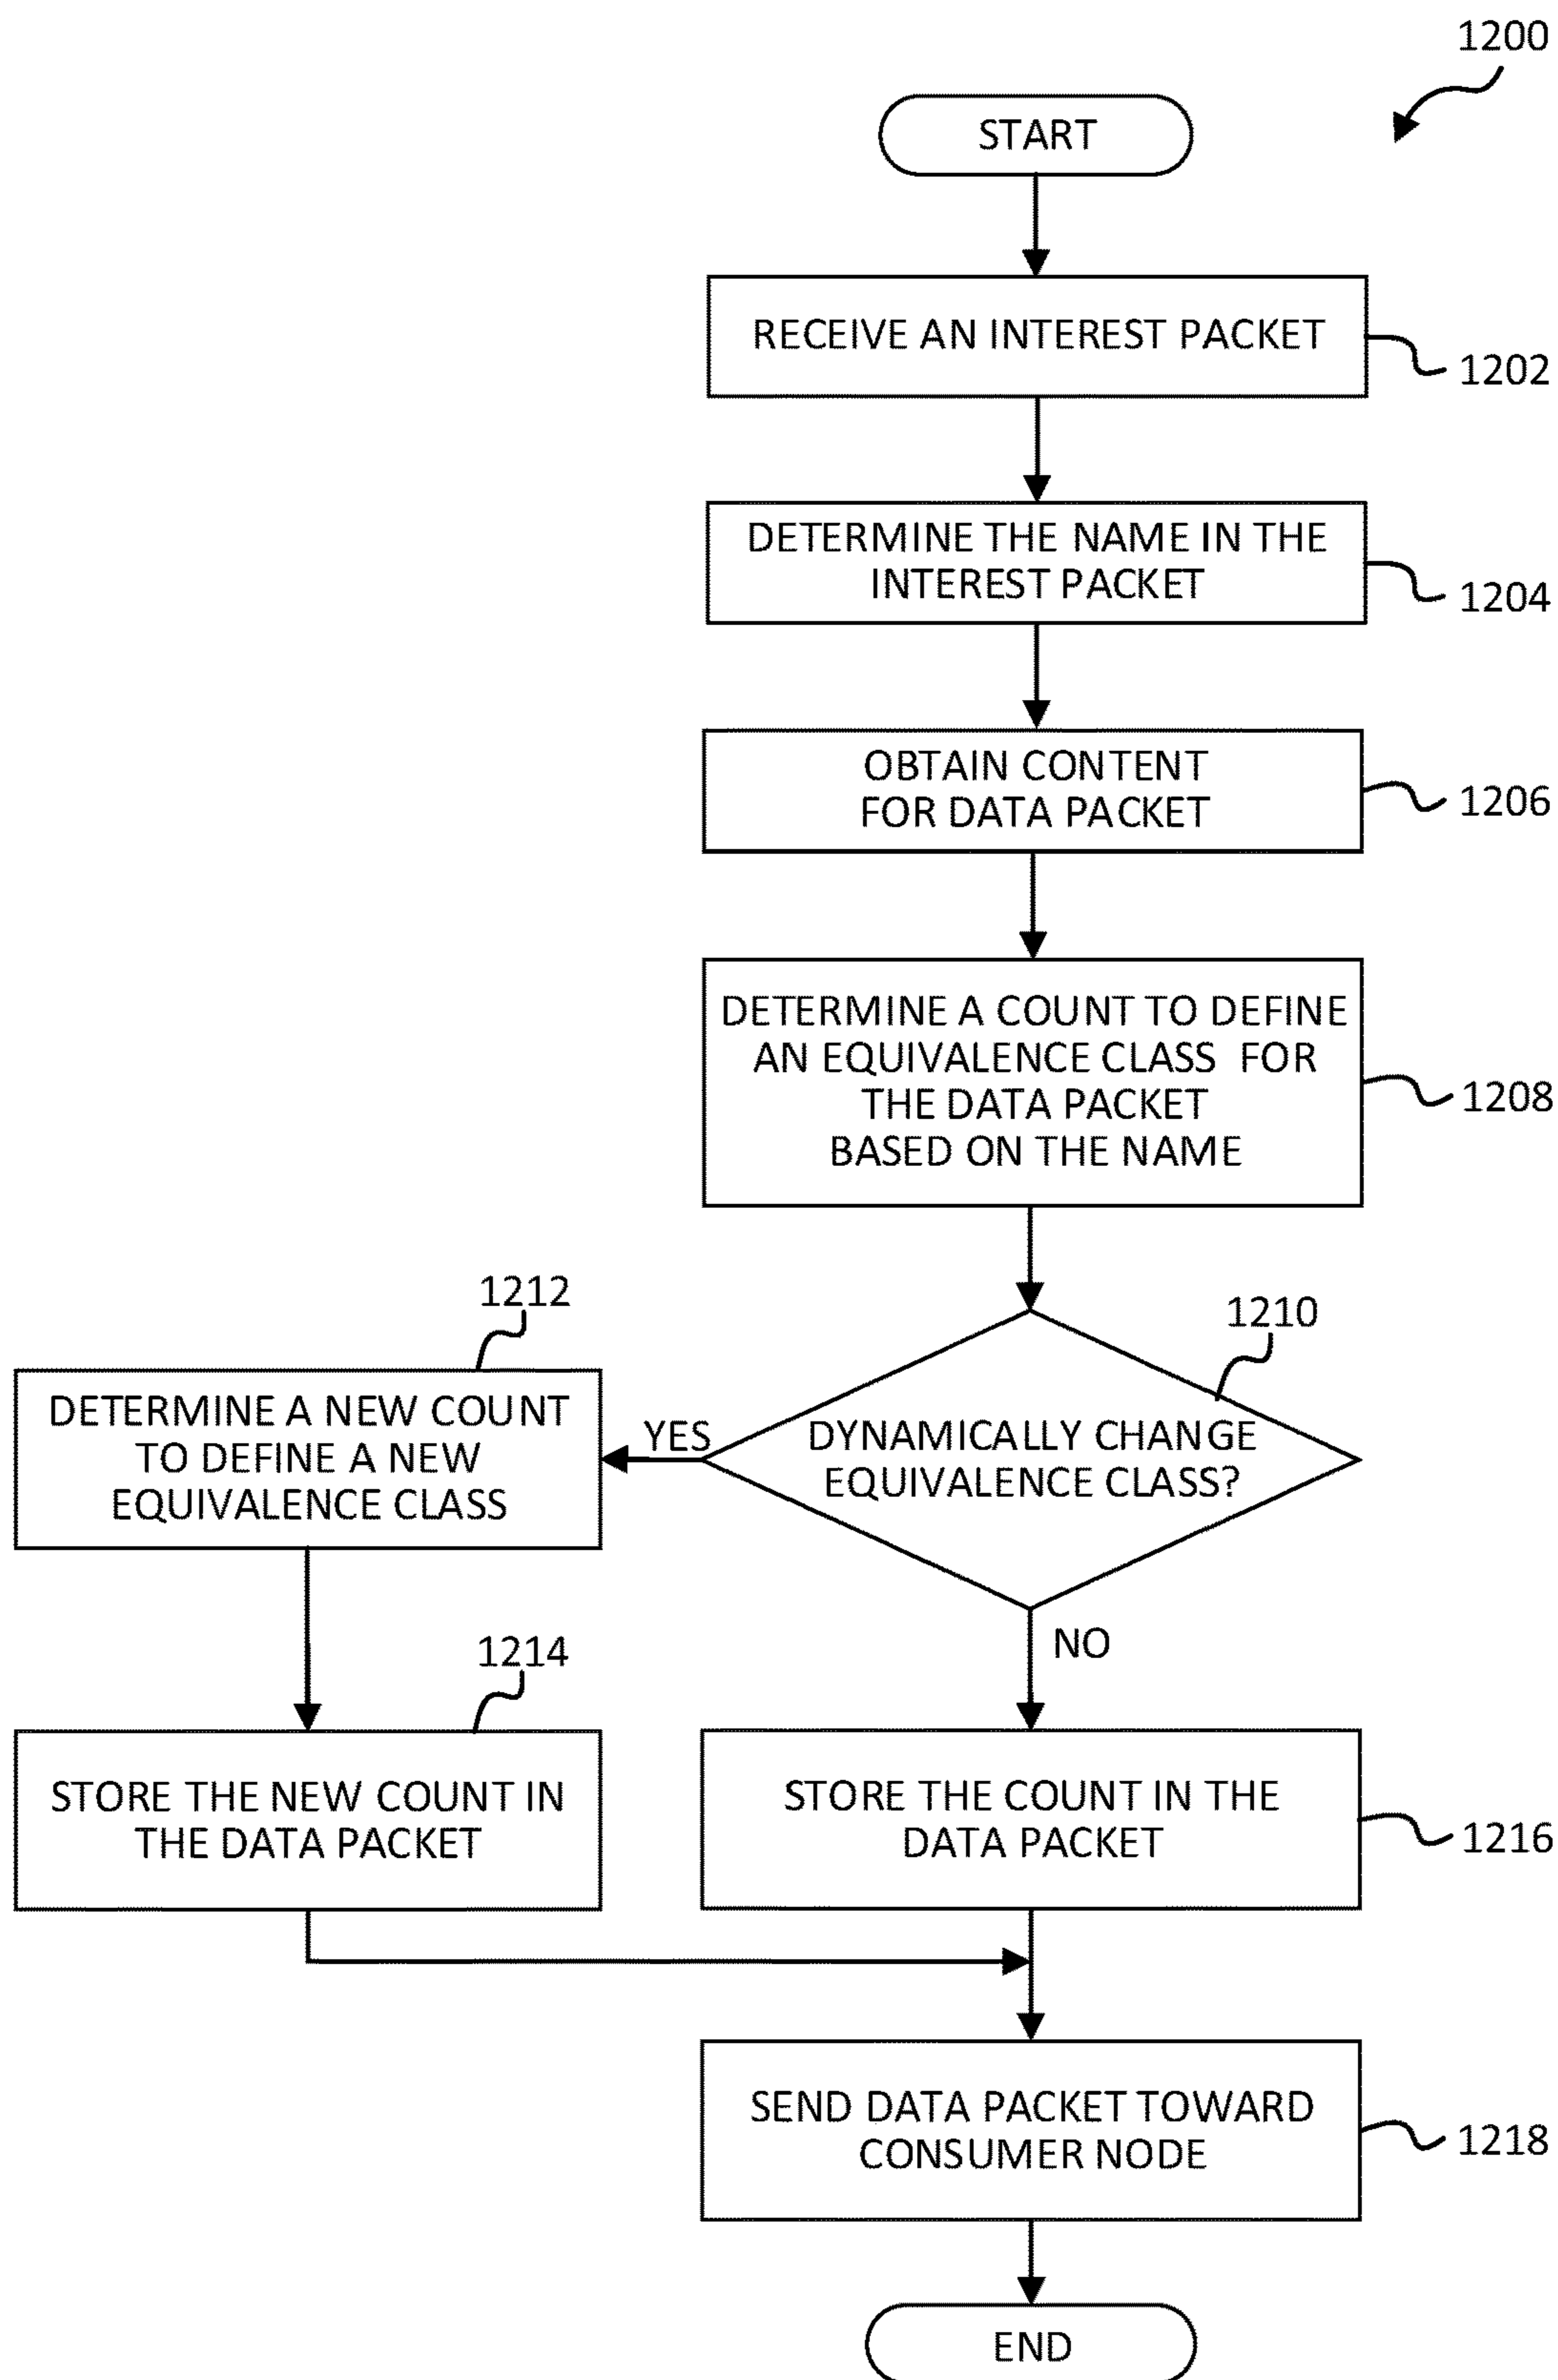 1200
START
RECEIVE AN INTEREST PACKET
1202
DETERMINE THE NAME IN THE
INTEREST PACKET
1204
OBTAIN CONTENT
FOR DATA PACKET
1206
DETERMINE A COUNT TO DEFINE
AN EQUIVALENCE CLASS FOR
THE DATA PACKET
BASED ON THE NAME
1208
1210
DYNAMICALLY CHANGE
EQUIVALENCE CLASS?
YES
1212
DETERMINE A NEW COUNT
TO DEFINE A NEW
EQUIVALENCE CLASS
NO
1214
STORE THE NEW COUNT IN
THE DATA PACKET
STORE THE COUNT IN THE
DATA PACKET
1216
SEND DATA PACKET TOWARD
CONSUMER NODE
1218
END